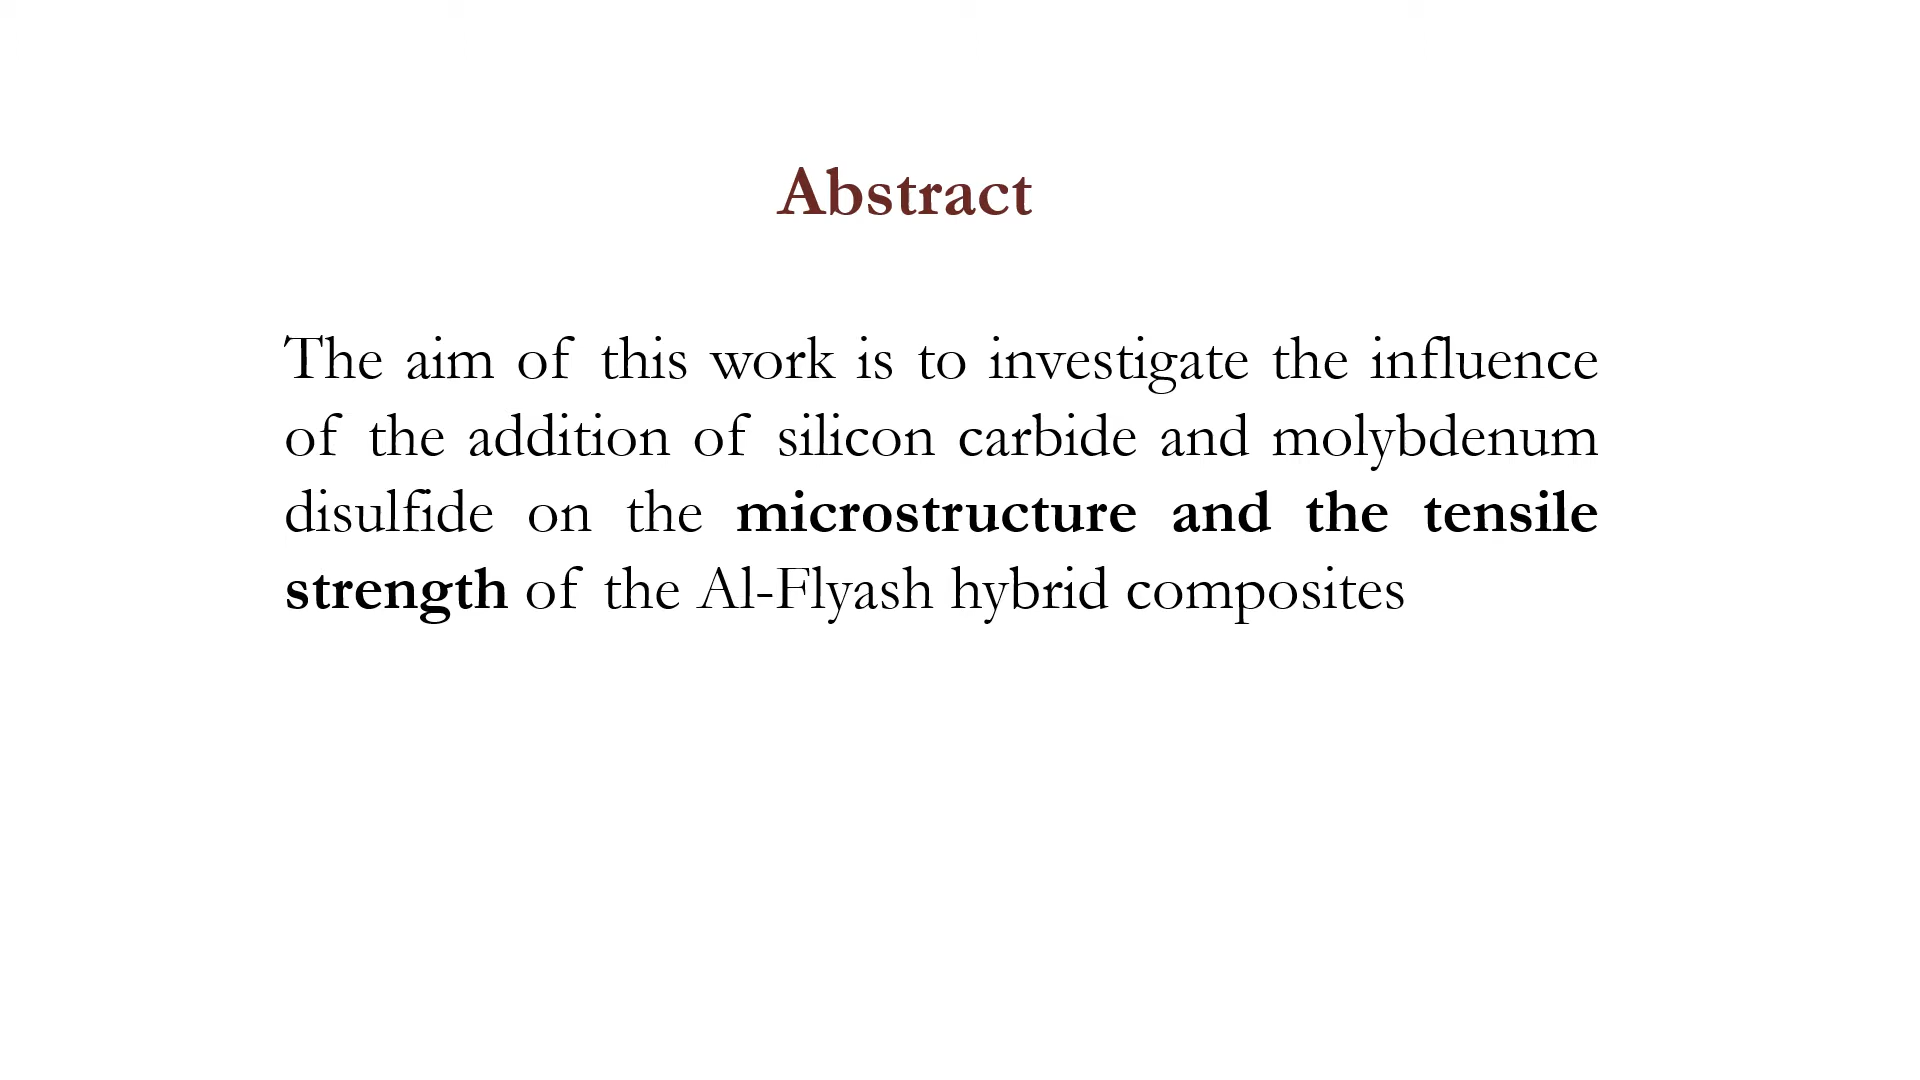 Abstract
The aim of this work is to investigate the influence
of the addition of silicon carbide and molybdenum
disulfide on the microstructure and the tensile
strength of the Al-Flyash hybrid composites